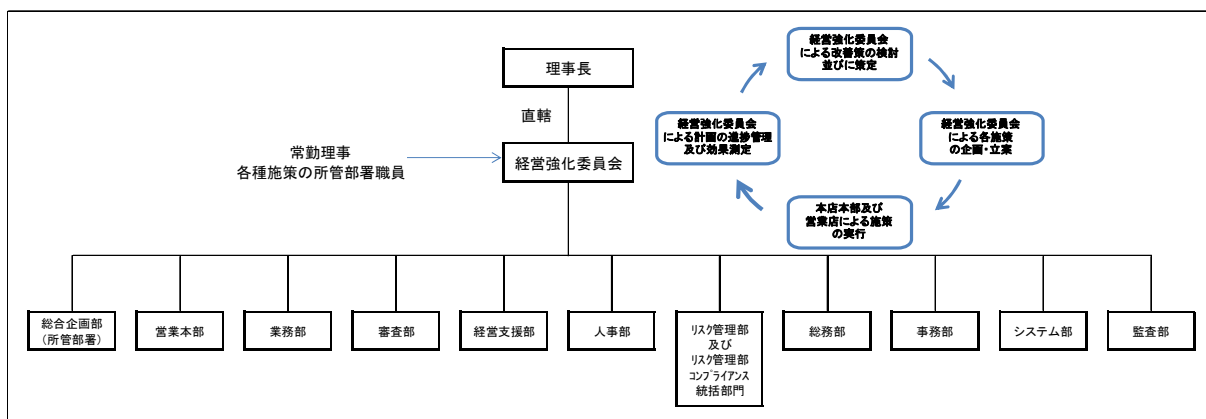 理事長
直轄
常勤理事
各種施策の所管部署職員
経営強化委員会
経営強化委員会
による改善策の検討
並びに策定
経営強化委員会
による各施策
の企画・立案
本店本部及び
営業店による施策
の実行
経営強化委員会
による計画の進捗管理
及び効果測定
総合企画部
(所管部署)
営業本部
業務部
審査部
経営支援部
人事部
ﾘｽｸ管理部
及び
ﾘｽｸ管理部
ｺﾝﾌﾟﾗｲｱﾝｽ
統括部門
総務部
事務部
システム部
監査部